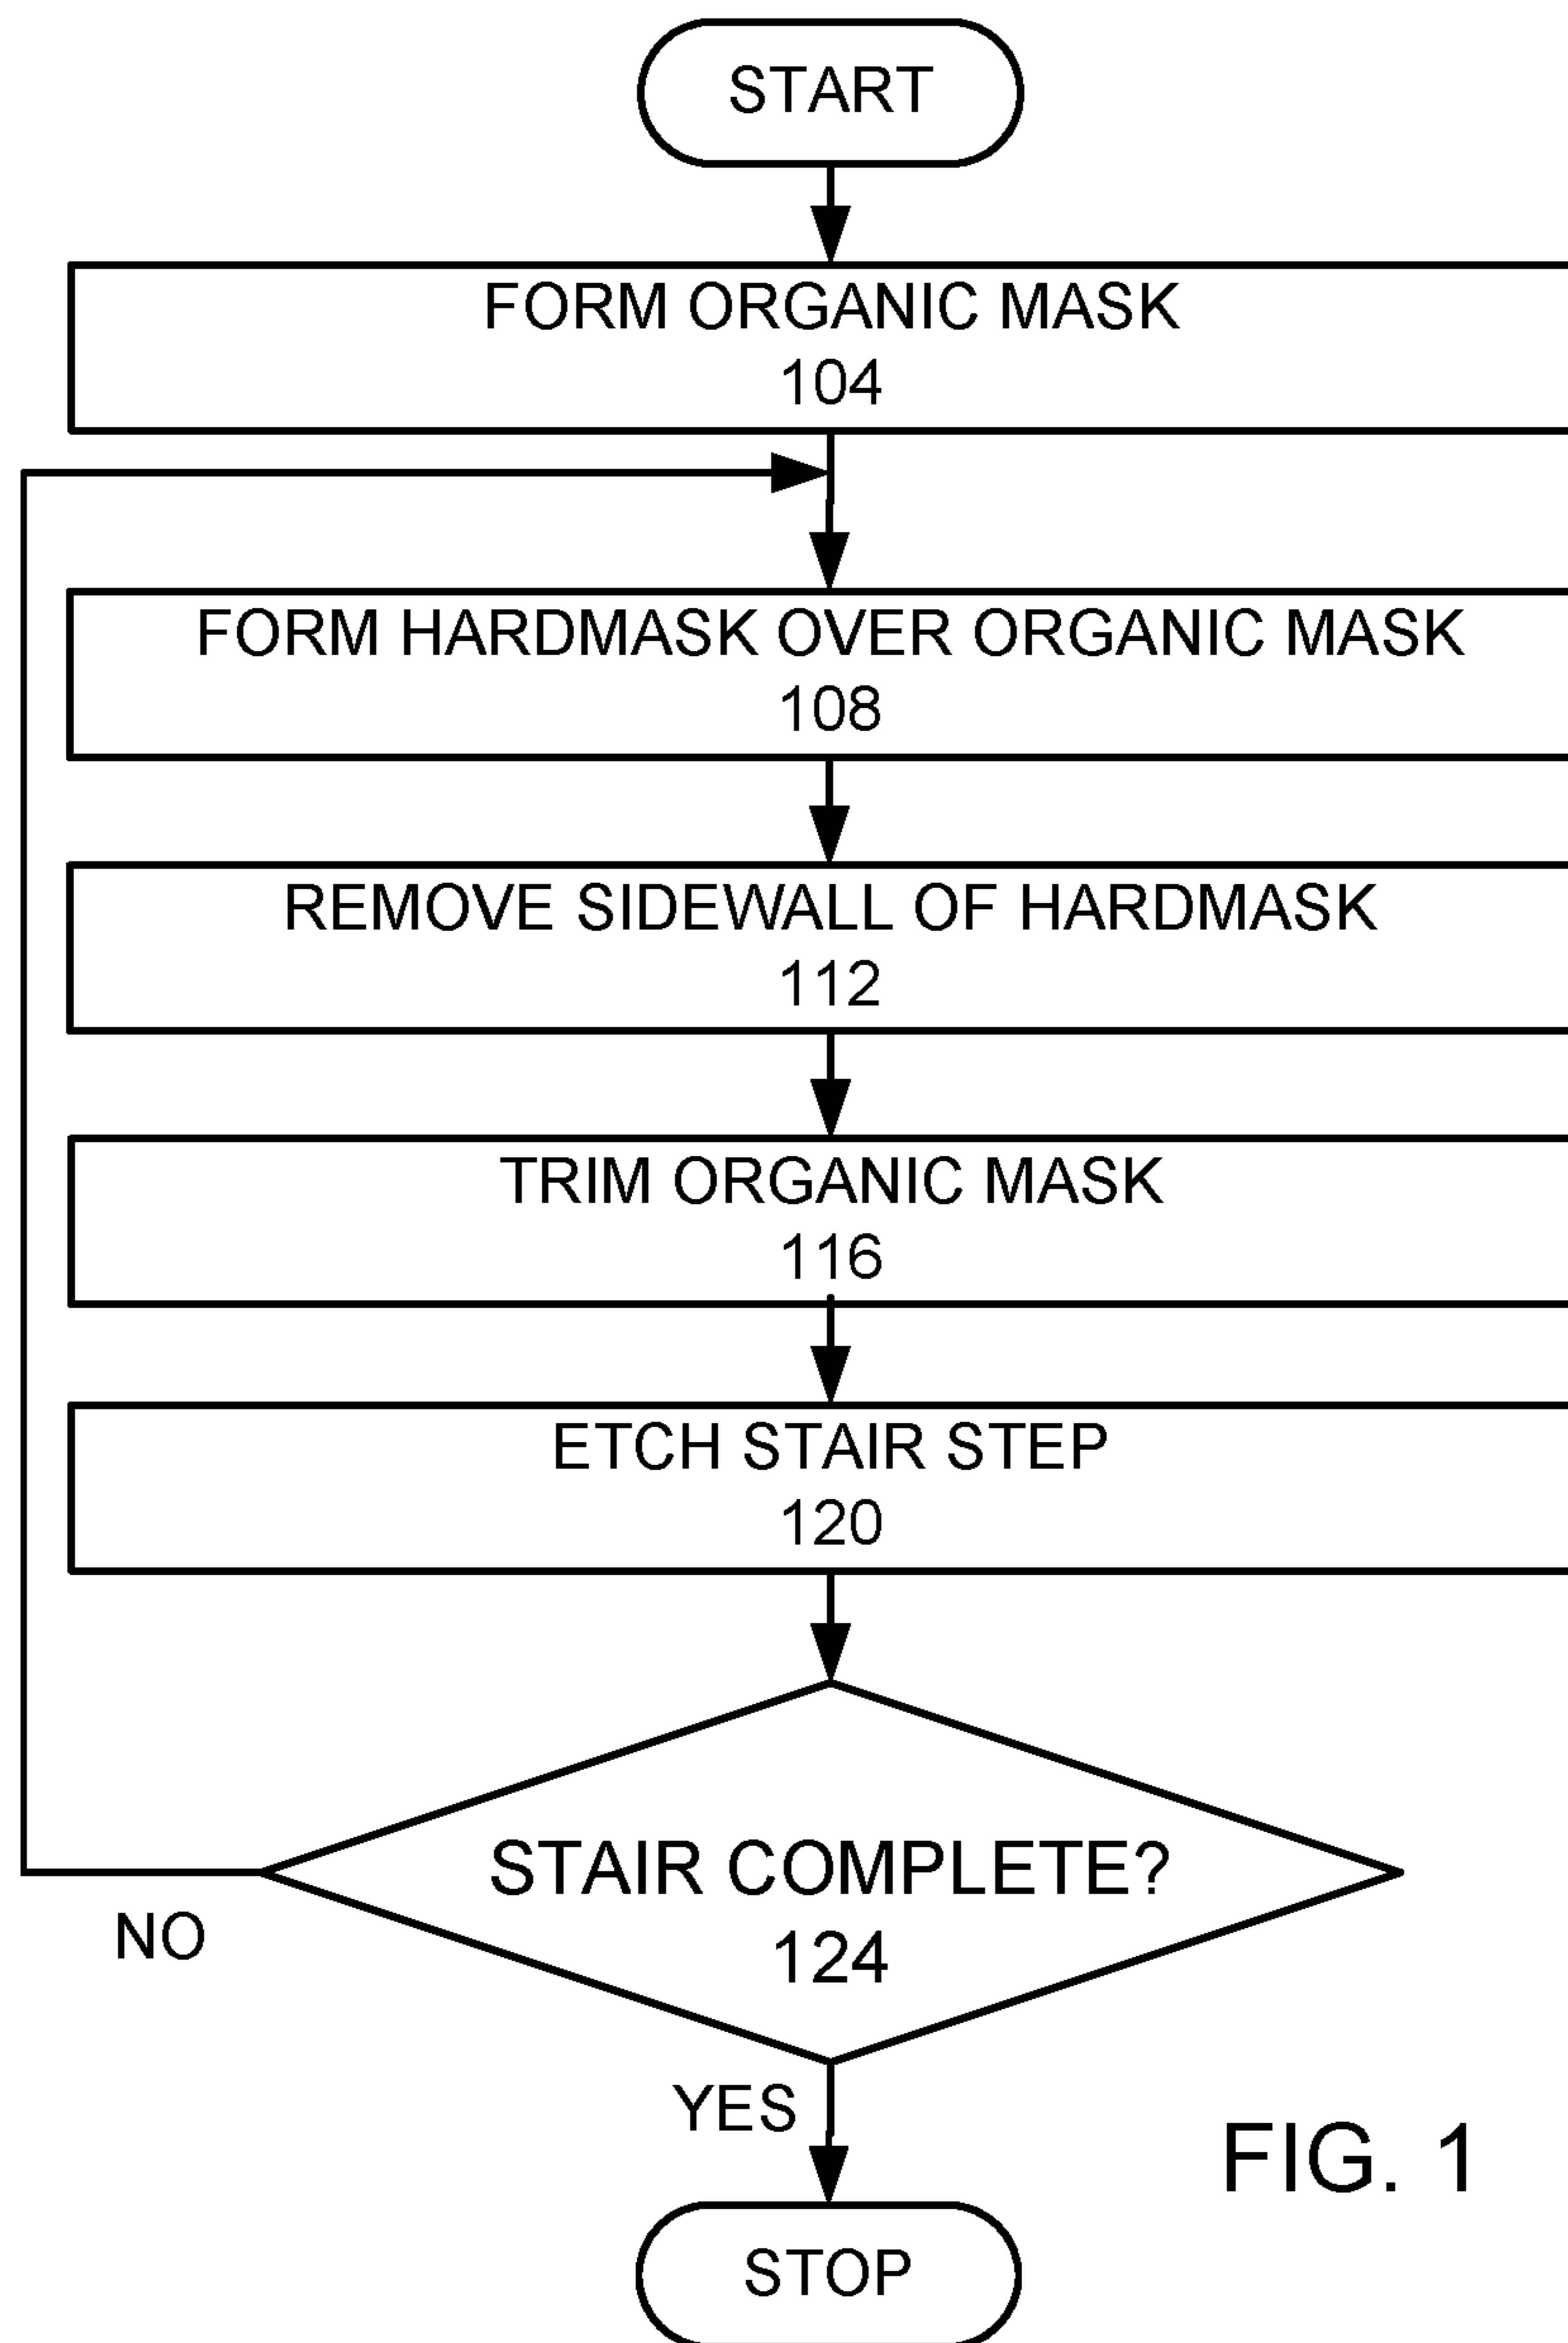 START
FORM ORGANIC MASK
104
FORM HARDMASK OVER ORGANIC MASK
108
REMOVE SIDEWALL OF HARDMASK
112
TRIM ORGANIC MASK
116
ETCH STAIR STEP
120
STAIR COMPLETE?
124
NO
YES
FIG. 1
STOP